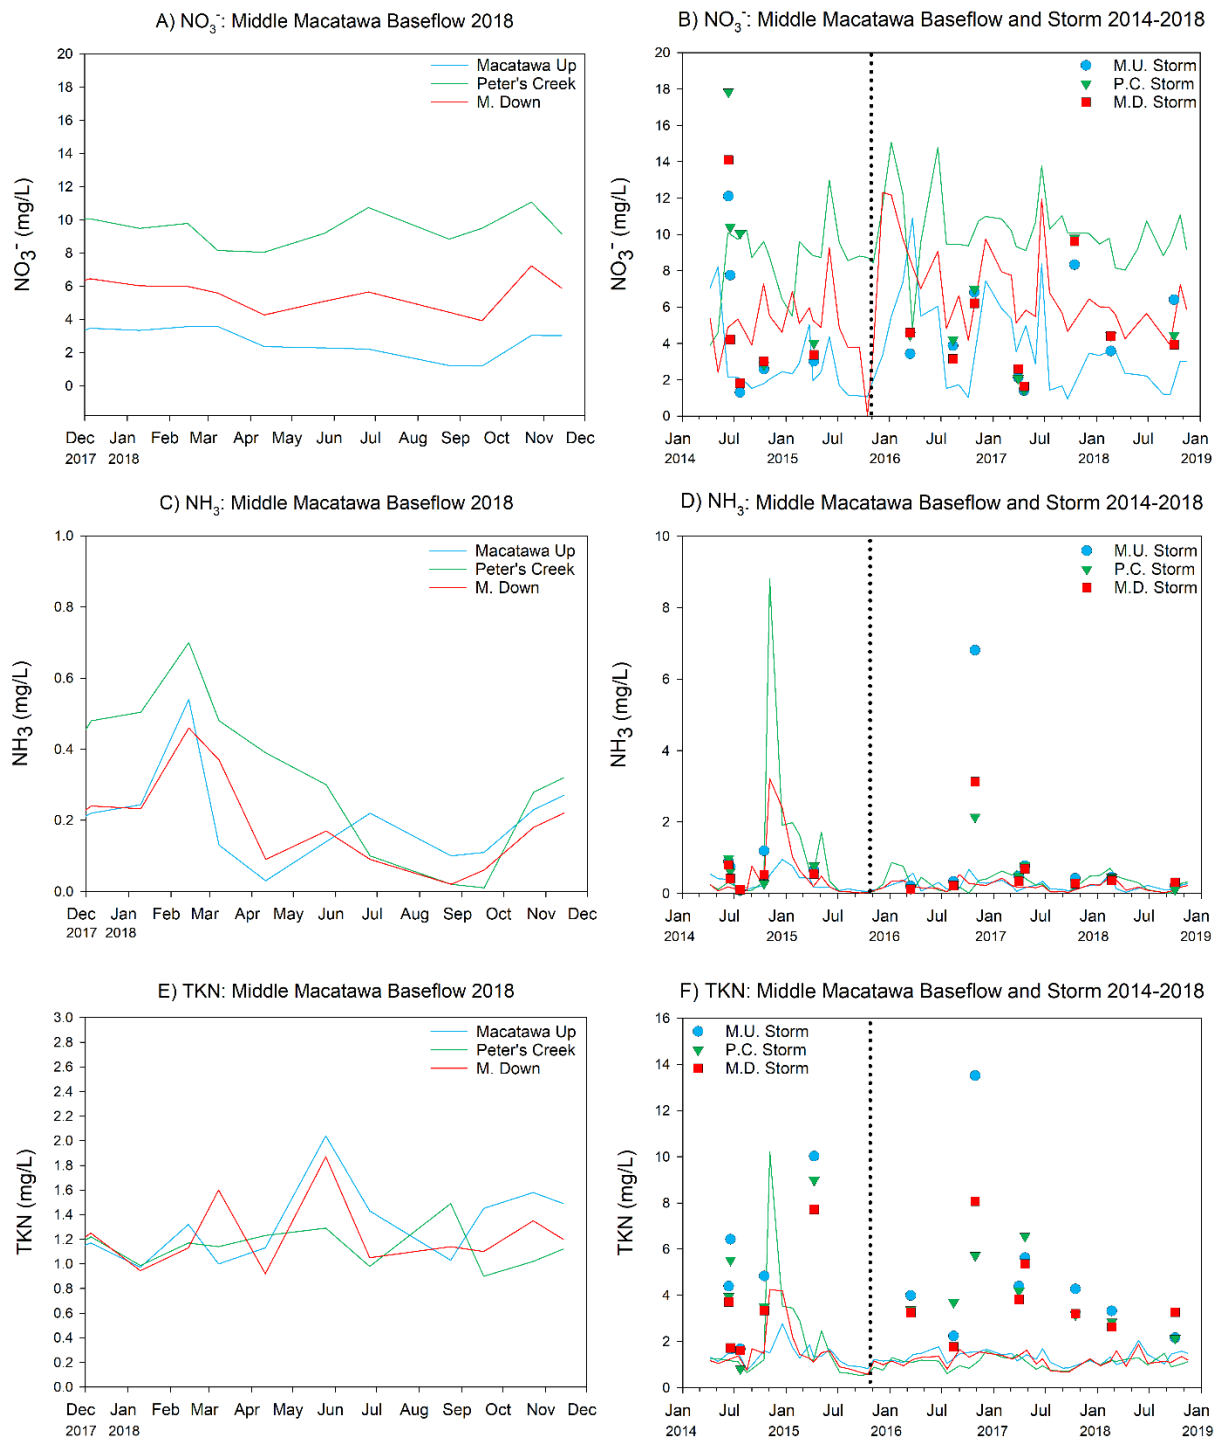 A) NO₃⁻: Middle Macatawa Baseflow 2018
20
18
16
14
12
10
8
6
4
2
0
NO₃⁻ (mg/L)
Macatawa Up
Peter's Creek
M. Down
Dec Jan Feb Mar Apr May Jun Jul Aug Sep Oct Nov Dec
2017 2018
B) NO₃⁻: Middle Macatawa Baseflow and Storm 2014-2018
20
18
16
14
12
10
8
6
4
2
0
NO₃⁻ (mg/L)
M.U. Storm
P.C. Storm
M.D. Storm
Jan Jul Jan Jul Jan Jul Jan Jul Jan Jul Jan
2014 2015 2016 2017 2018 2019
C) NH₃: Middle Macatawa Baseflow 2018
1.0
0.8
0.6
0.4
0.2
0.0
NH₃ (mg/L)
Macatawa Up
Peter's Creek
M. Down
Dec Jan Feb Mar Apr May Jun Jul Aug Sep Oct Nov Dec
2017 2018
D) NH₃: Middle Macatawa Baseflow and Storm 2014-2018
10
8
6
4
2
0
NH₃ (mg/L)
M.U. Storm
P.C. Storm
M.D. Storm
Jan Jul Jan Jul Jan Jul Jan Jul Jan Jul Jan
2014 2015 2016 2017 2018 2019
E) TKN: Middle Macatawa Baseflow 2018
3.0
2.8
2.6
2.4
2.2
2.0
1.8
1.6
1.4
1.2
1.0
0.8
0.6
0.4
0.2
0.0
TKN (mg/L)
Macatawa Up
Peter's Creek
M. Down
Dec Jan Feb Mar Apr May Jun Jul Aug Sep Oct Nov Dec
2017 2018
F) TKN: Middle Macatawa Baseflow and Storm 2014-2018
16
14
12
10
8
6
4
2
0
TKN (mg/L)
M.U. Storm
P.C. Storm
M.D. Storm
Jan Jul Jan Jul Jan Jul Jan Jul Jan Jul Jan
2014 2015 2016 2017 2018 2019